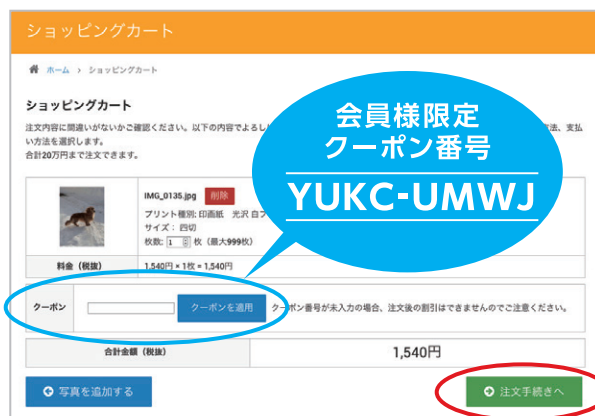 ショッピングカート
ホーム > ショッピングカート
ショッピングカート
注文内容に間違いがないかご確認ください。以下の内容でよろし
法、支払
い方法を選択します。
合計20万円まで注文できます。
会員様限定
クーポン番号
YUKC-UMWJ
IMG_0135.jpg 削除
プリント種別: 印画紙 光沢 白フ
サイズ: 四切
枚数: 1 枚(最大999枚)
料金(税抜) 1,540円 × 1枚 = 1,540円
クーポン クーポンを適用 クーポン番号が未入力の場合、注文後の割引はできませんのでご注意ください。
合計金額(税抜) 1,540円
写真を追加する 注文手続きへ